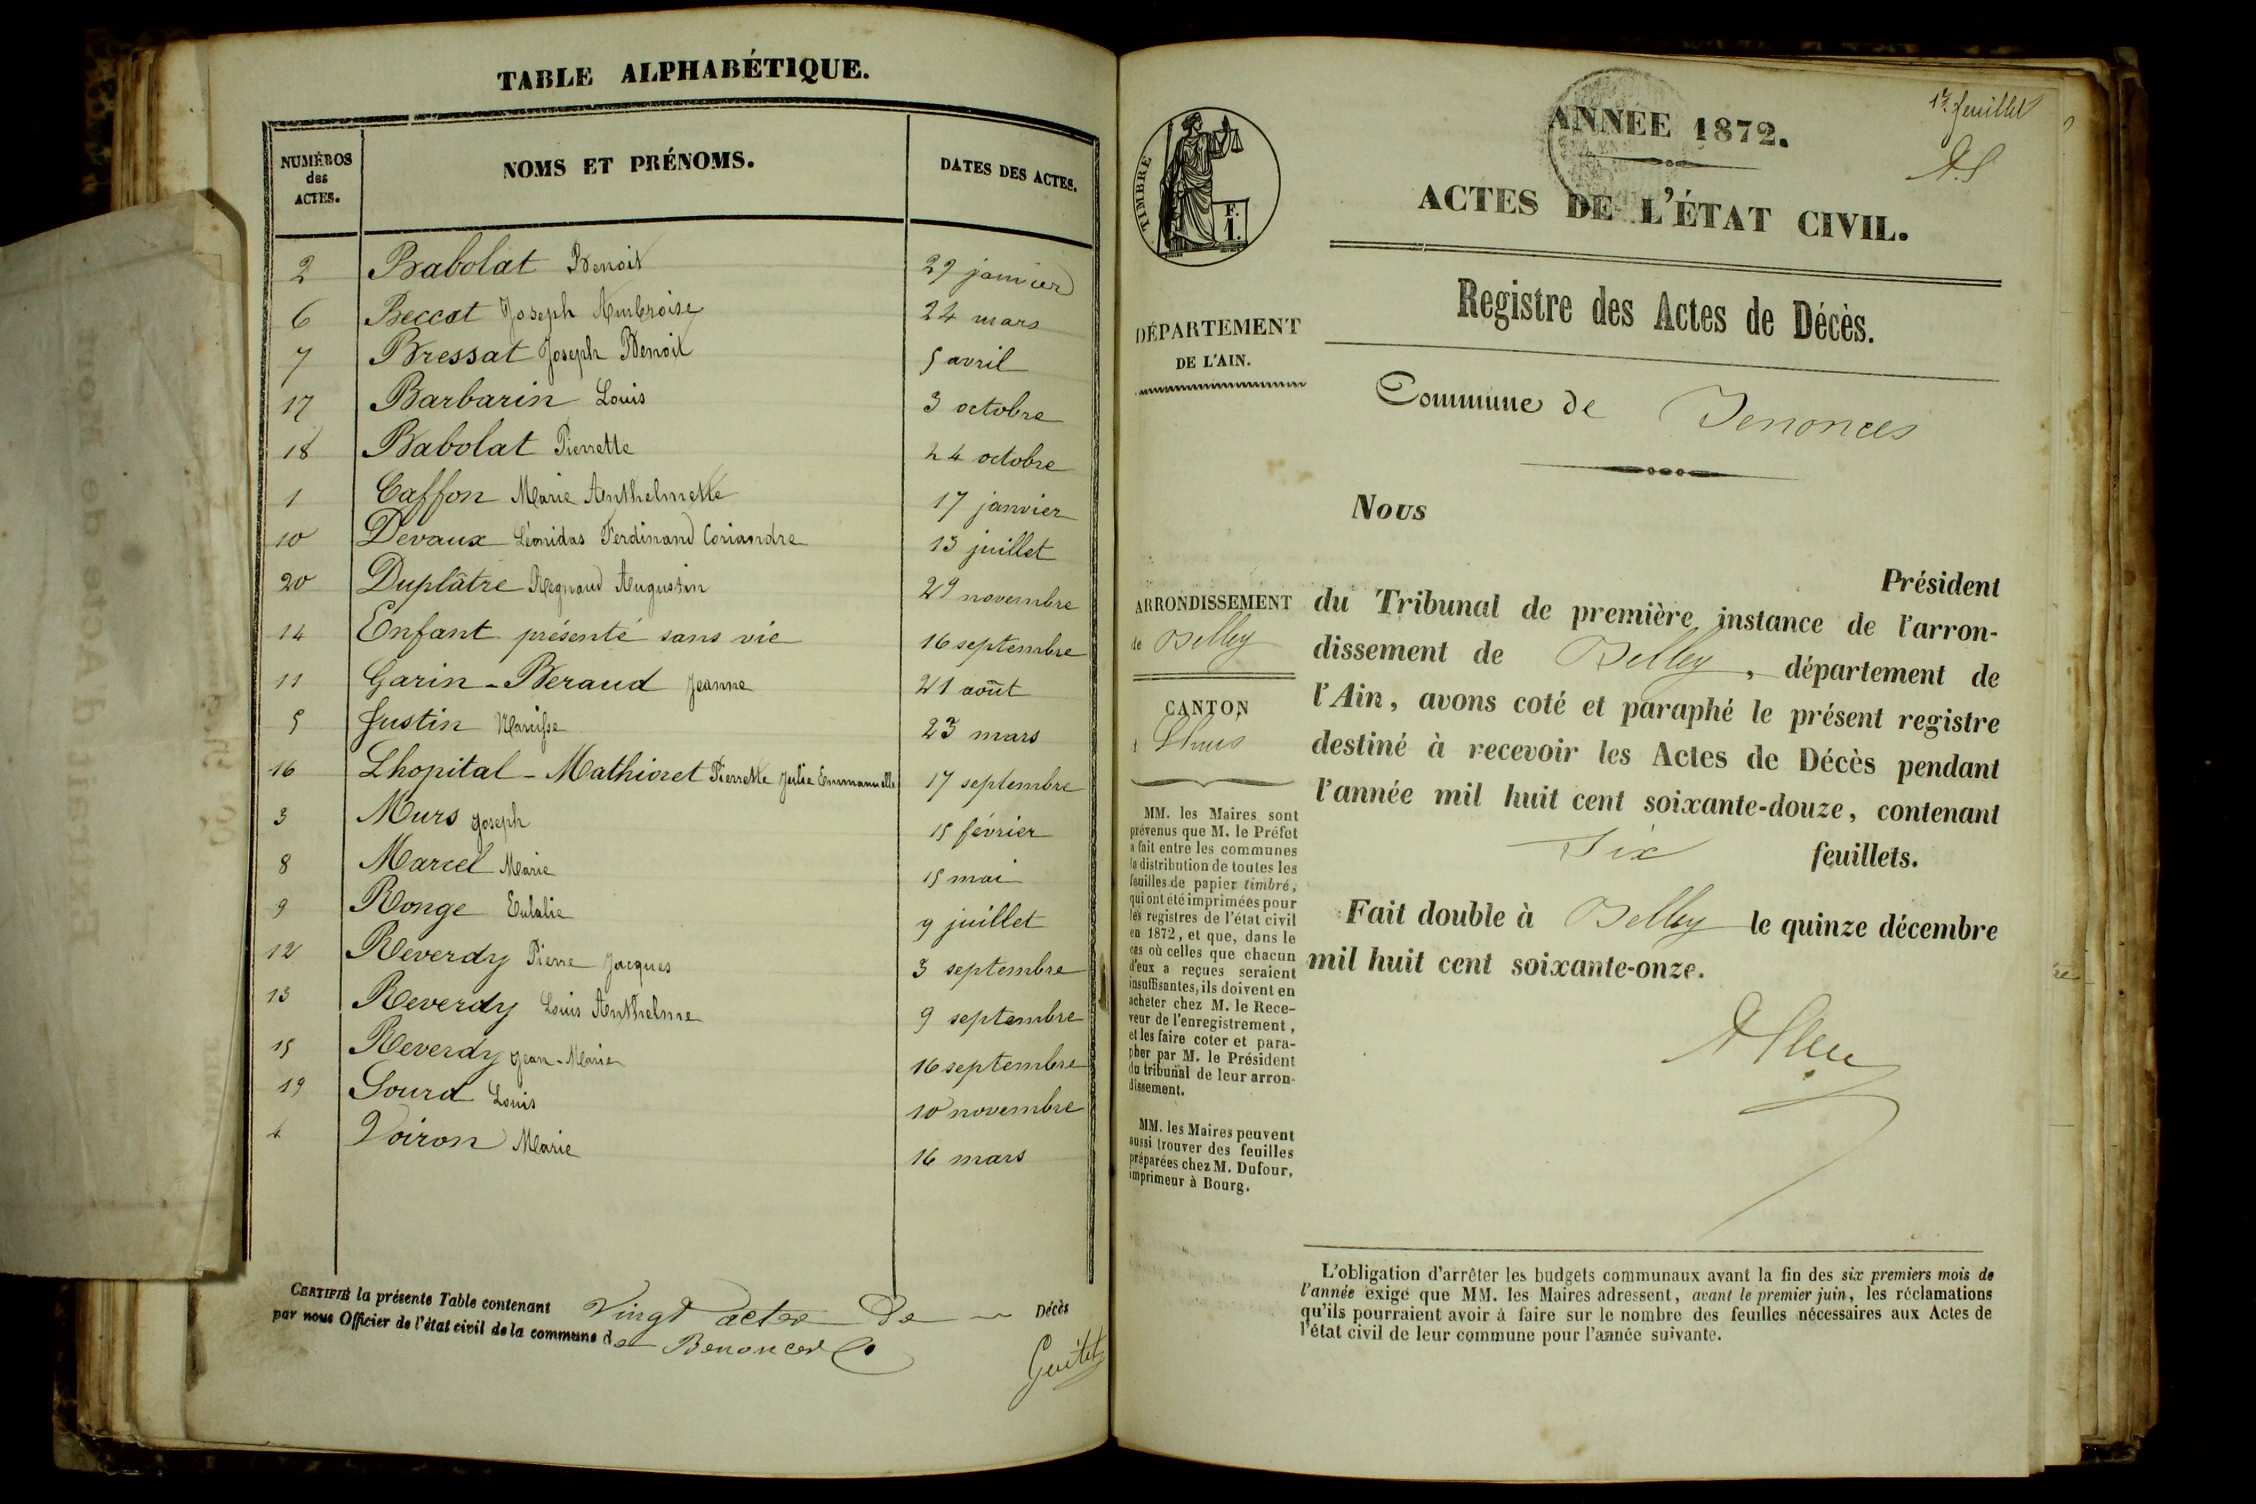 TABLE ALPHABÉTIQUE.
NUMÉROS des ACTES. NOMS ET PRÉNOMS. DATES DES ACTES.
2 Babolat Benoit 29 janvier
6 Beccat Joseph Ambroise 24 mars
7 Bressat Joseph Benoit 5 avril
17 Barbarin Louis 3 octobre
18 Babolat Pierrette 24 octobre
1 Caffon Marie Anthelmette 17 janvier
10 Devaux Léonidas Ferdinand Coriandre 13 juillet
20 Duplâtre Regnaud Augustin 29 novembre
14 Enfant présenté sans vie 16 septembre
11 Garin-Beraud Jeanne 21 août
5 Justin Narcisse 23 mars
16 Lhopital-Mathioret Pierrette Julie Emmanuelle 17 septembre
3 Murs Joseph 15 février
8 Marcel Marie 15 mai
9 Ronge Eulalie 9 juillet
12 Reverdy Pierre Jacques 3 septembre
13 Reverdy Louis Anthelme 9 septembre
15 Reverdy Jean-Marie 16 septembre
19 Sourd Louis 10 novembre
4 Voiron Marie 16 mars
CERTIFIÉ la présente Table contenant Vingt actes de Décès
par nous Officier de l'état civil de la commune de Benonces
Guitet
1er feuillet
A.S
ANNÉE 1872.
ACTES DE L'ÉTAT CIVIL.
TIMBRE
F.
1.
Registre des Actes de Décès.
DÉPARTEMENT
DE L'AIN.
Commune de Benonces
Nous
Président
ARRONDISSEMENT
de Belley
CANTON
Lhuis
du Tribunal de première instance de l'arron-
dissement de Belley, département de
l'Ain, avons coté et paraphé le présent registre
destiné à recevoir les Actes de Décès pendant
l'année mil huit cent soixante-douze, contenant
Six feuillets.
Fait double à Belley le quinze décembre
mil huit cent soixante-onze.
MM. les Maires sont
prévenus que M. le Préfet
a fait entre les communes
la distribution de toutes les
feuilles de papier timbré,
qui ont été imprimées pour
les registres de l'état civil
en 1872, et que, dans le
cas où celles que chacun
d'eux a reçues seraient
insuffisantes, ils doivent en
acheter chez M. le Rece-
veur de l'enregistrement,
et les faire coter et para-
pher par M. le Président
du tribunal de leur arron-
dissement.
MM. les Maires peuvent
aussi trouver des feuilles
préparées chez M. Dufour,
imprimeur à Bourg.
L'obligation d'arrêter les budgets communaux avant la fin des six premiers mois de
l'année exige que MM. les Maires adressent, avant le premier juin, les réclamations
qu'ils pourraient avoir à faire sur le nombre des feuilles nécessaires aux Actes de
l'état civil de leur commune pour l'année suivante.